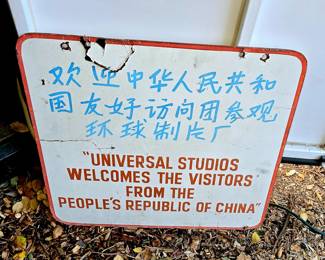 欢迎中华人民共和
国友好访问团参观
环球制片厂
"UNIVERSAL STUDIOS
WELCOMES THE VISITORS
FROM THE
PEOPLE'S REPUBLIC OF CHINA"